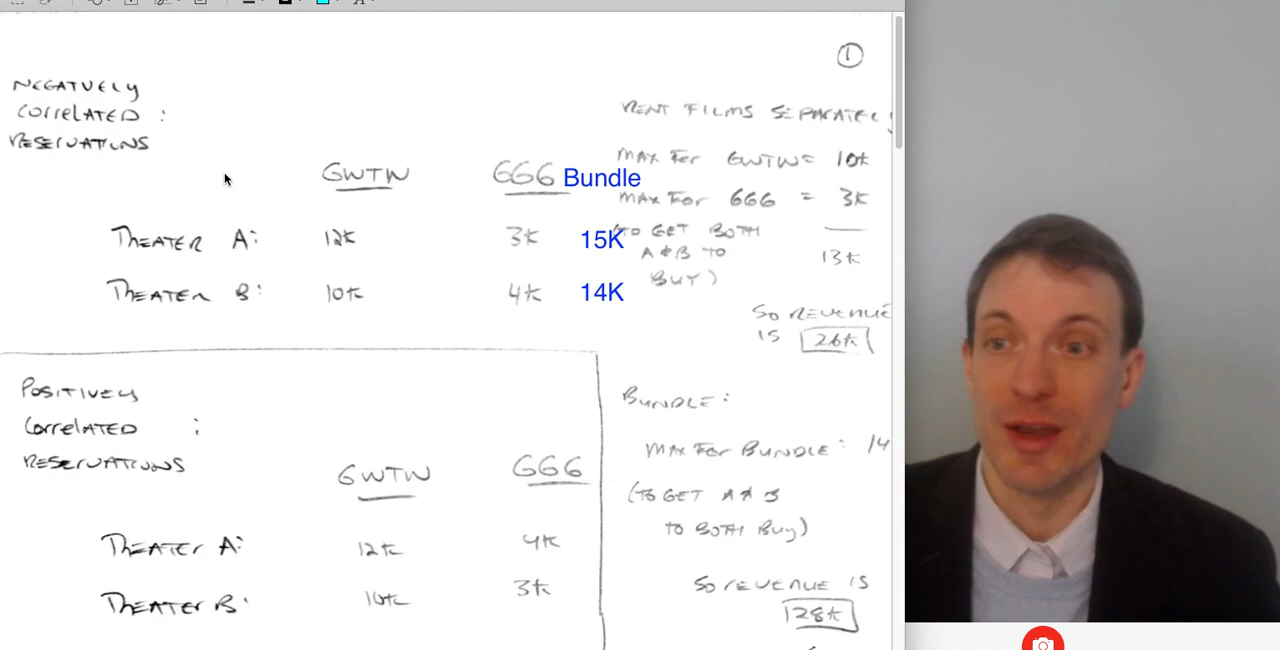 1
NEGATIVELY
CORRELATED :
RESERVATIONS
GWTW 666 Bundle
THEATER A: 12K 3K 15K
THEATER B: 10K 4K 14K
RENT FILMS SEPARATEL
MAX FOR GWTW = 10K
MAX FOR 666 = 3K
(TO GET BOTH
A & B TO
BUY)
13K
SO REVENUE
IS 26K
POSITIVELY
CORRELATED :
RESERVATIONS
GWTW 666
THEATER A: 12K 4K
THEATER B: 10K 3K
BUNDLE:
MAX FOR BUNDLE: 14
(TO GET A & B
TO BOTH BUY)
SO REVENUE IS
28K